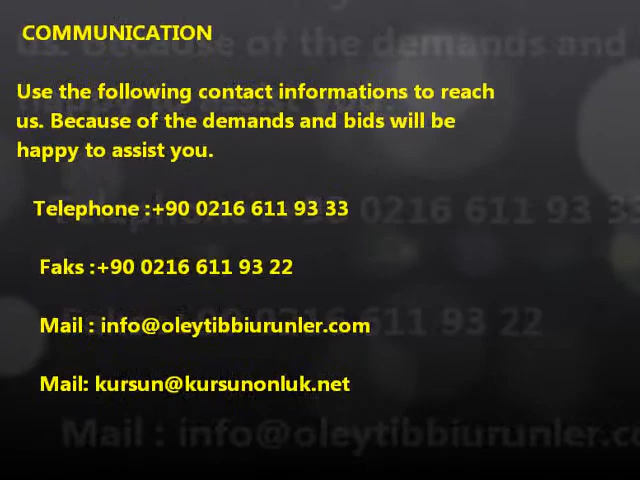 COMMUNICATION
Use the following contact informations to reach
us. Because of the demands and bids will be
happy to assist you.
Telephone :+90 0216 611 93 33
Faks :+90 0216 611 93 22
Mail : info@oleytibbiurunler.com
Mail: kursun@kursunonluk.net